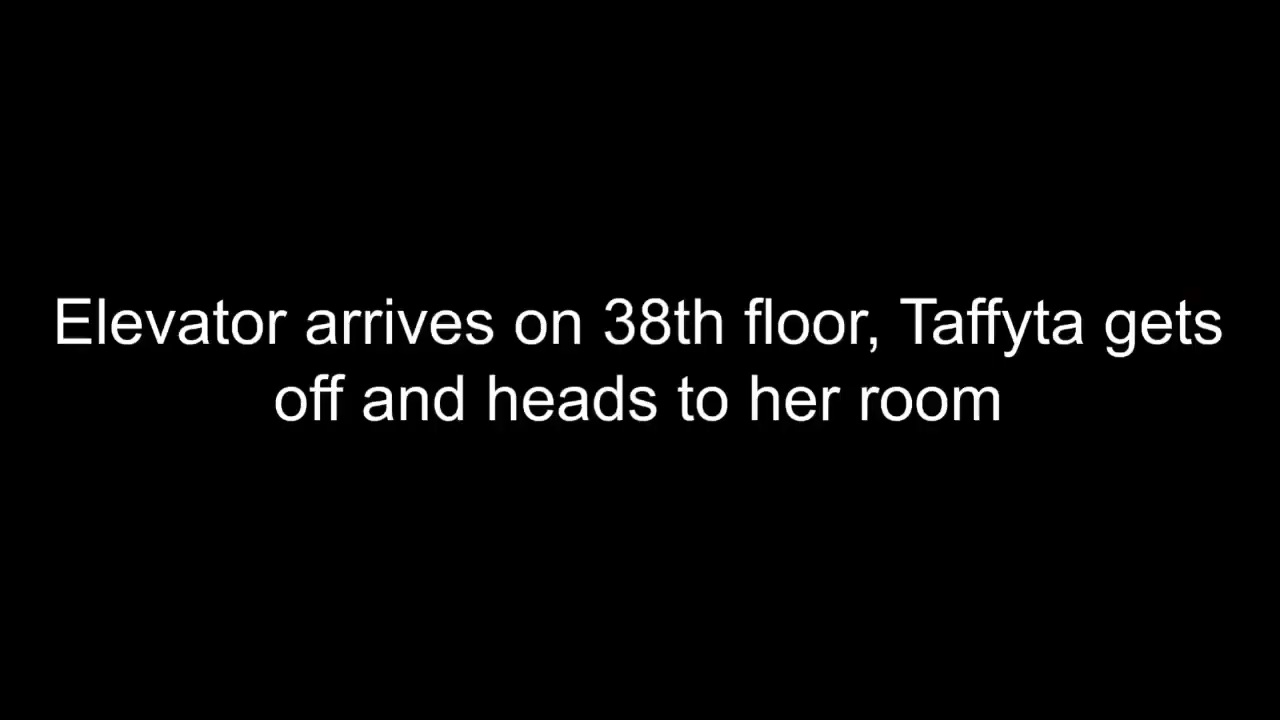 Elevator arrives on 38th floor, Taffyta gets
off and heads to her room